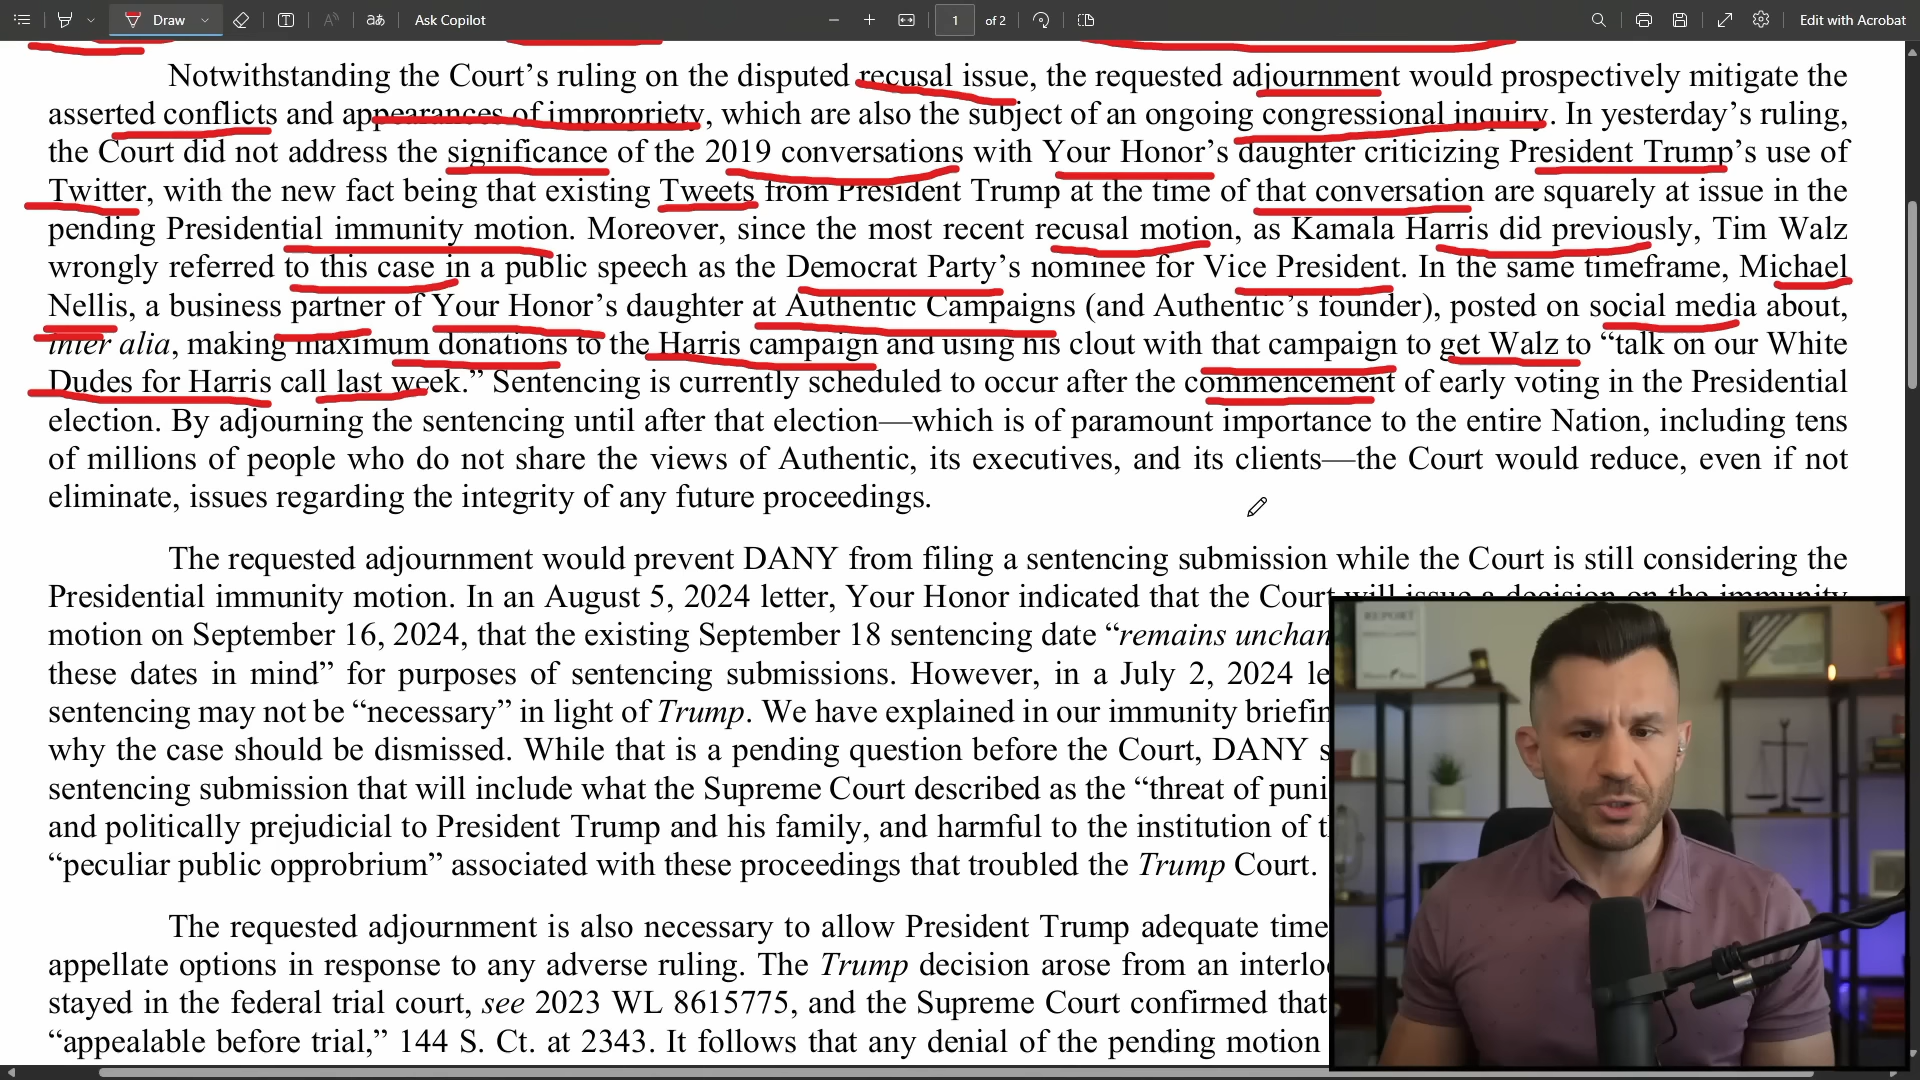 Draw aあ Ask Copilot 1 of 2 Edit with Acrobat
Notwithstanding the Court’s ruling on the disputed recusal issue, the requested adjournment would prospectively mitigate the
asserted conflicts and appearances of impropriety, which are also the subject of an ongoing congressional inquiry. In yesterday’s ruling,
the Court did not address the significance of the 2019 conversations with Your Honor’s daughter criticizing President Trump’s use of
Twitter, with the new fact being that existing Tweets from President Trump at the time of that conversation are squarely at issue in the
pending Presidential immunity motion. Moreover, since the most recent recusal motion, as Kamala Harris did previously, Tim Walz
wrongly referred to this case in a public speech as the Democrat Party’s nominee for Vice President. In the same timeframe, Michael
Nellis, a business partner of Your Honor’s daughter at Authentic Campaigns (and Authentic’s founder), posted on social media about,
inter alia, making maximum donations to the Harris campaign and using his clout with that campaign to get Walz to “talk on our White
Dudes for Harris call last week.” Sentencing is currently scheduled to occur after the commencement of early voting in the Presidential
election. By adjourning the sentencing until after that election—which is of paramount importance to the entire Nation, including tens
of millions of people who do not share the views of Authentic, its executives, and its clients—the Court would reduce, even if not
eliminate, issues regarding the integrity of any future proceedings.
The requested adjournment would prevent DANY from filing a sentencing submission while the Court is still considering the
Presidential immunity motion. In an August 5, 2024 letter, Your Honor indicated that the Court will issue a decision on the immunity
motion on September 16, 2024, that the existing September 18 sentencing date “remains unchan
these dates in mind” for purposes of sentencing submissions. However, in a July 2, 2024 le
sentencing may not be “necessary” in light of Trump. We have explained in our immunity briefin
why the case should be dismissed. While that is a pending question before the Court, DANY s
sentencing submission that will include what the Supreme Court described as the “threat of puni
and politically prejudicial to President Trump and his family, and harmful to the institution of t
“peculiar public opprobrium” associated with these proceedings that troubled the Trump Court.
The requested adjournment is also necessary to allow President Trump adequate time
appellate options in response to any adverse ruling. The Trump decision arose from an interlo
stayed in the federal trial court, see 2023 WL 8615775, and the Supreme Court confirmed that
“appealable before trial,” 144 S. Ct. at 2343. It follows that any denial of the pending motion
REPORT